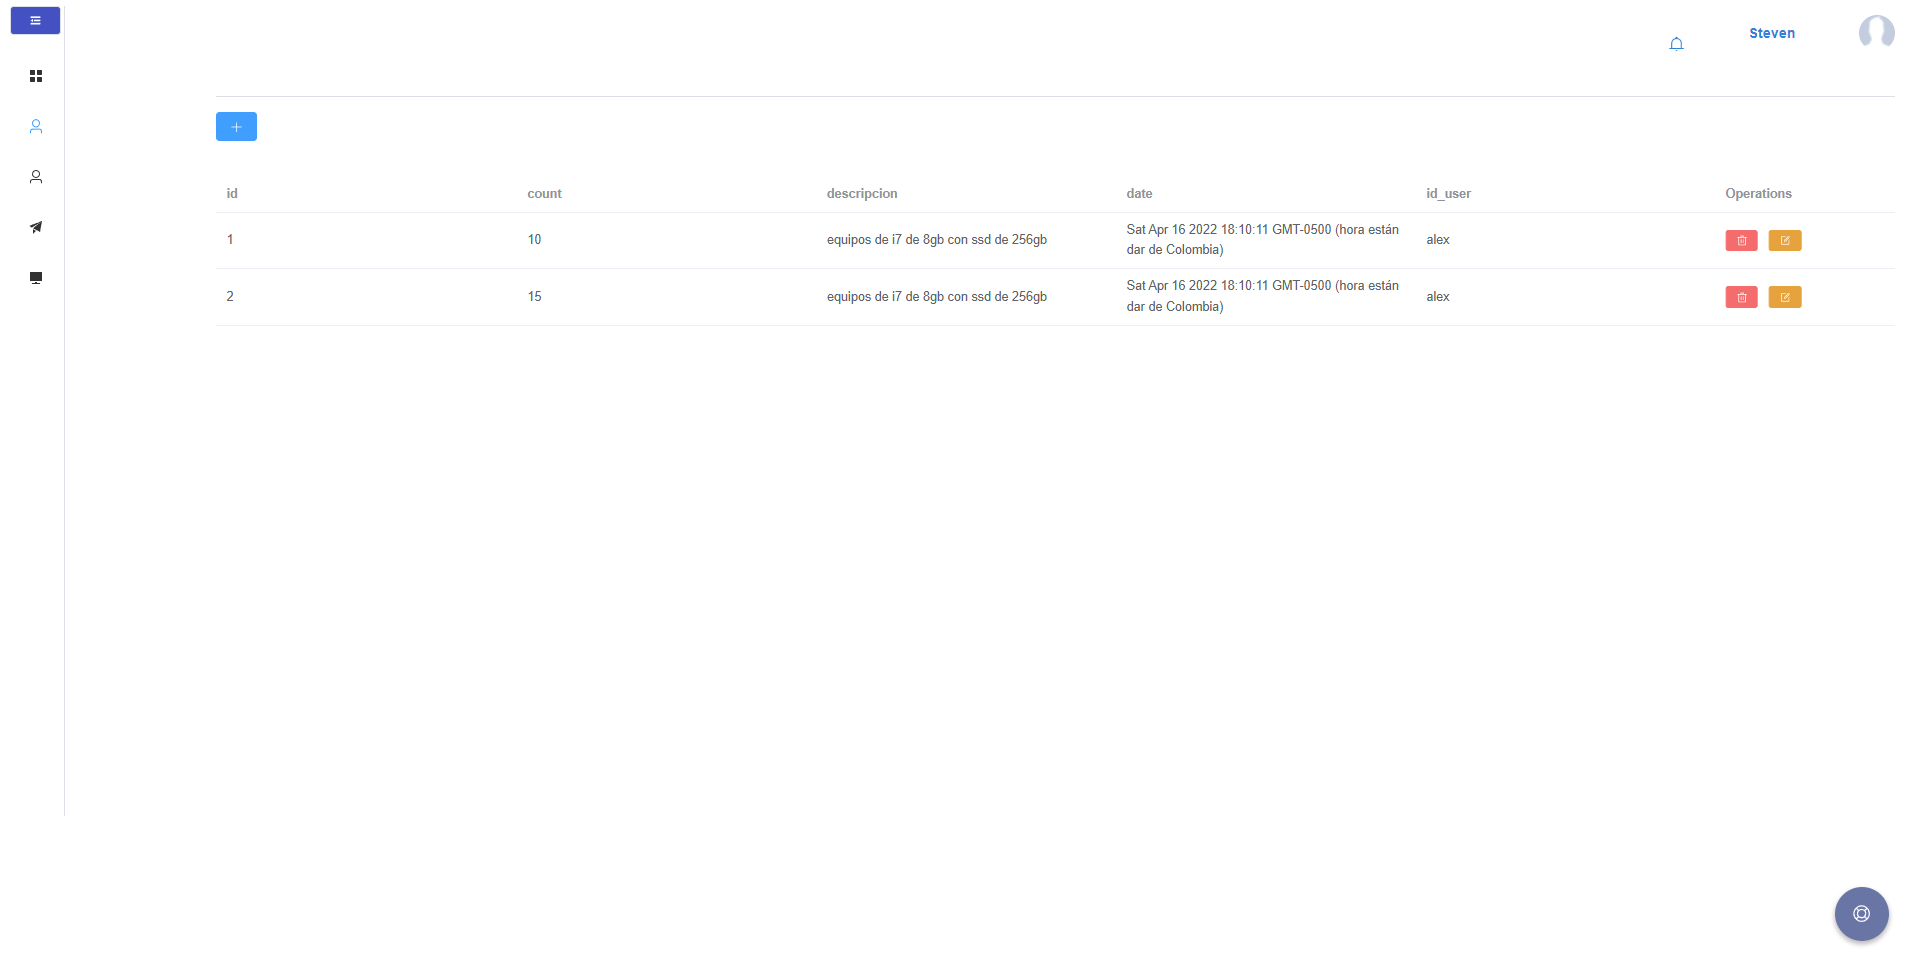 Steven
id count descripcion date id_user Operations
1 10 equipos de i7 de 8gb con ssd de 256gb Sat Apr 16 2022 18:10:11 GMT-0500 (hora están
dar de Colombia) alex
2 15 equipos de i7 de 8gb con ssd de 256gb Sat Apr 16 2022 18:10:11 GMT-0500 (hora están
dar de Colombia) alex